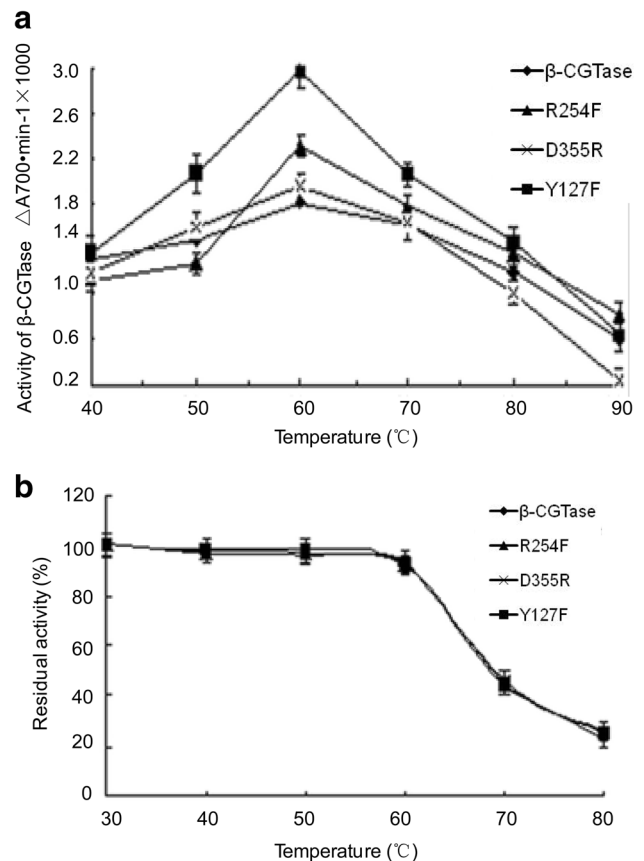 a
Activity of β-CGTase △A700•min-1×1000
3.0
2.6
2.2
1.8
1.4
1.0
0.6
0.2
40 50 60 70 80 90
Temperature (℃)
β-CGTase
R254F
D355R
Y127F
b
Residual activity (%)
120
100
80
60
40
20
0
30 40 50 60 70 80
Temperature (℃)
β-CGTase
R254F
D355R
Y127F